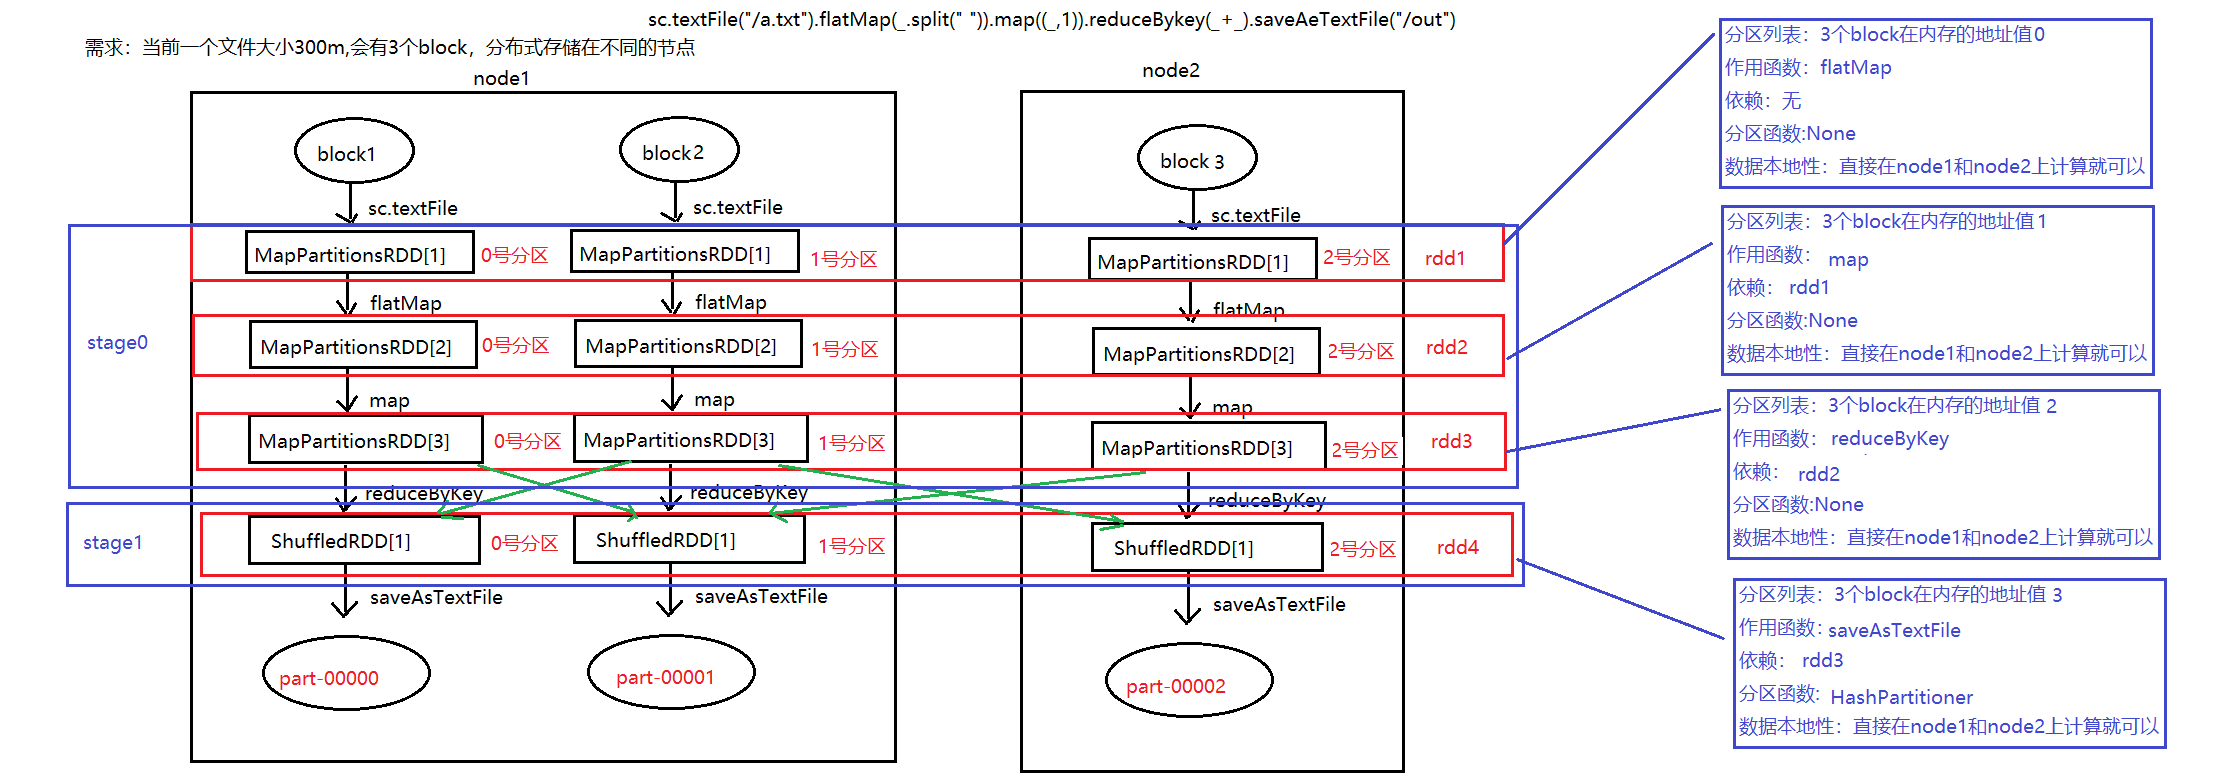 sc.textFile("/a.txt").flatMap(_.split(" ")).map((_,1)).reduceBykey(_+_).saveAeTextFile("/out")
需求：当前一个文件大小300m,会有3个block，分布式存储在不同的节点
node1
node2
block1
block2
block 3
sc.textFile
sc.textFile
sc.textFile
MapPartitionsRDD[1]
0号分区
MapPartitionsRDD[1]
1号分区
MapPartitionsRDD[1]
2号分区
rdd1
flatMap
flatMap
flatMap
stage0
MapPartitionsRDD[2]
0号分区
MapPartitionsRDD[2]
1号分区
MapPartitionsRDD[2]
2号分区
rdd2
map
map
map
MapPartitionsRDD[3]
0号分区
MapPartitionsRDD[3]
1号分区
MapPartitionsRDD[3]
2号分区
rdd3
reduceByKey
reduceByKey
reduceByKey
stage1
ShuffledRDD[1]
0号分区
ShuffledRDD[1]
1号分区
ShuffledRDD[1]
2号分区
rdd4
saveAsTextFile
saveAsTextFile
saveAsTextFile
part-00000
part-00001
part-00002
分区列表：3个block在内存的地址值0
作用函数：flatMap
依赖：无
分区函数:None
数据本地性：直接在node1和node2上计算就可以
分区列表：3个block在内存的地址值1
作用函数： map
依赖： rdd1
分区函数:None
数据本地性：直接在node1和node2上计算就可以
分区列表：3个block在内存的地址值 2
作用函数：reduceByKey
依赖： rdd2
分区函数:None
数据本地性：直接在node1和node2上计算就可以
分区列表：3个block在内存的地址值 3
作用函数: saveAsTextFile
依赖： rdd3
分区函数: HashPartitioner
数据本地性：直接在node1和node2上计算就可以